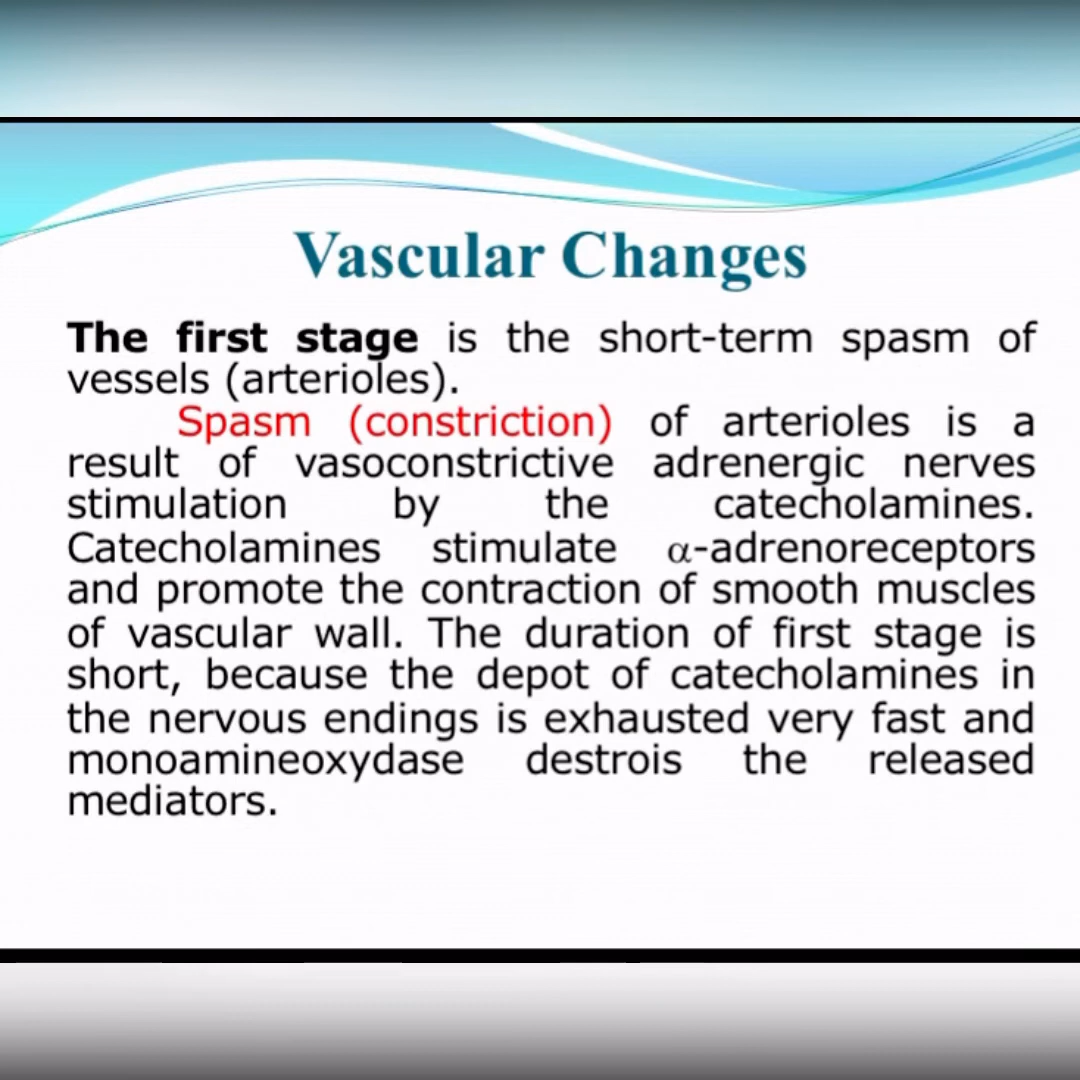 Vascular Changes
The first stage is the short-term spasm of
vessels (arterioles).
Spasm (constriction) of arterioles is a
result of vasoconstrictive adrenergic nerves
stimulation by the catecholamines.
Catecholamines stimulate α-adrenoreceptors
and promote the contraction of smooth muscles
of vascular wall. The duration of first stage is
short, because the depot of catecholamines in
the nervous endings is exhausted very fast and
monoamineoxydase destrois the released
mediators.